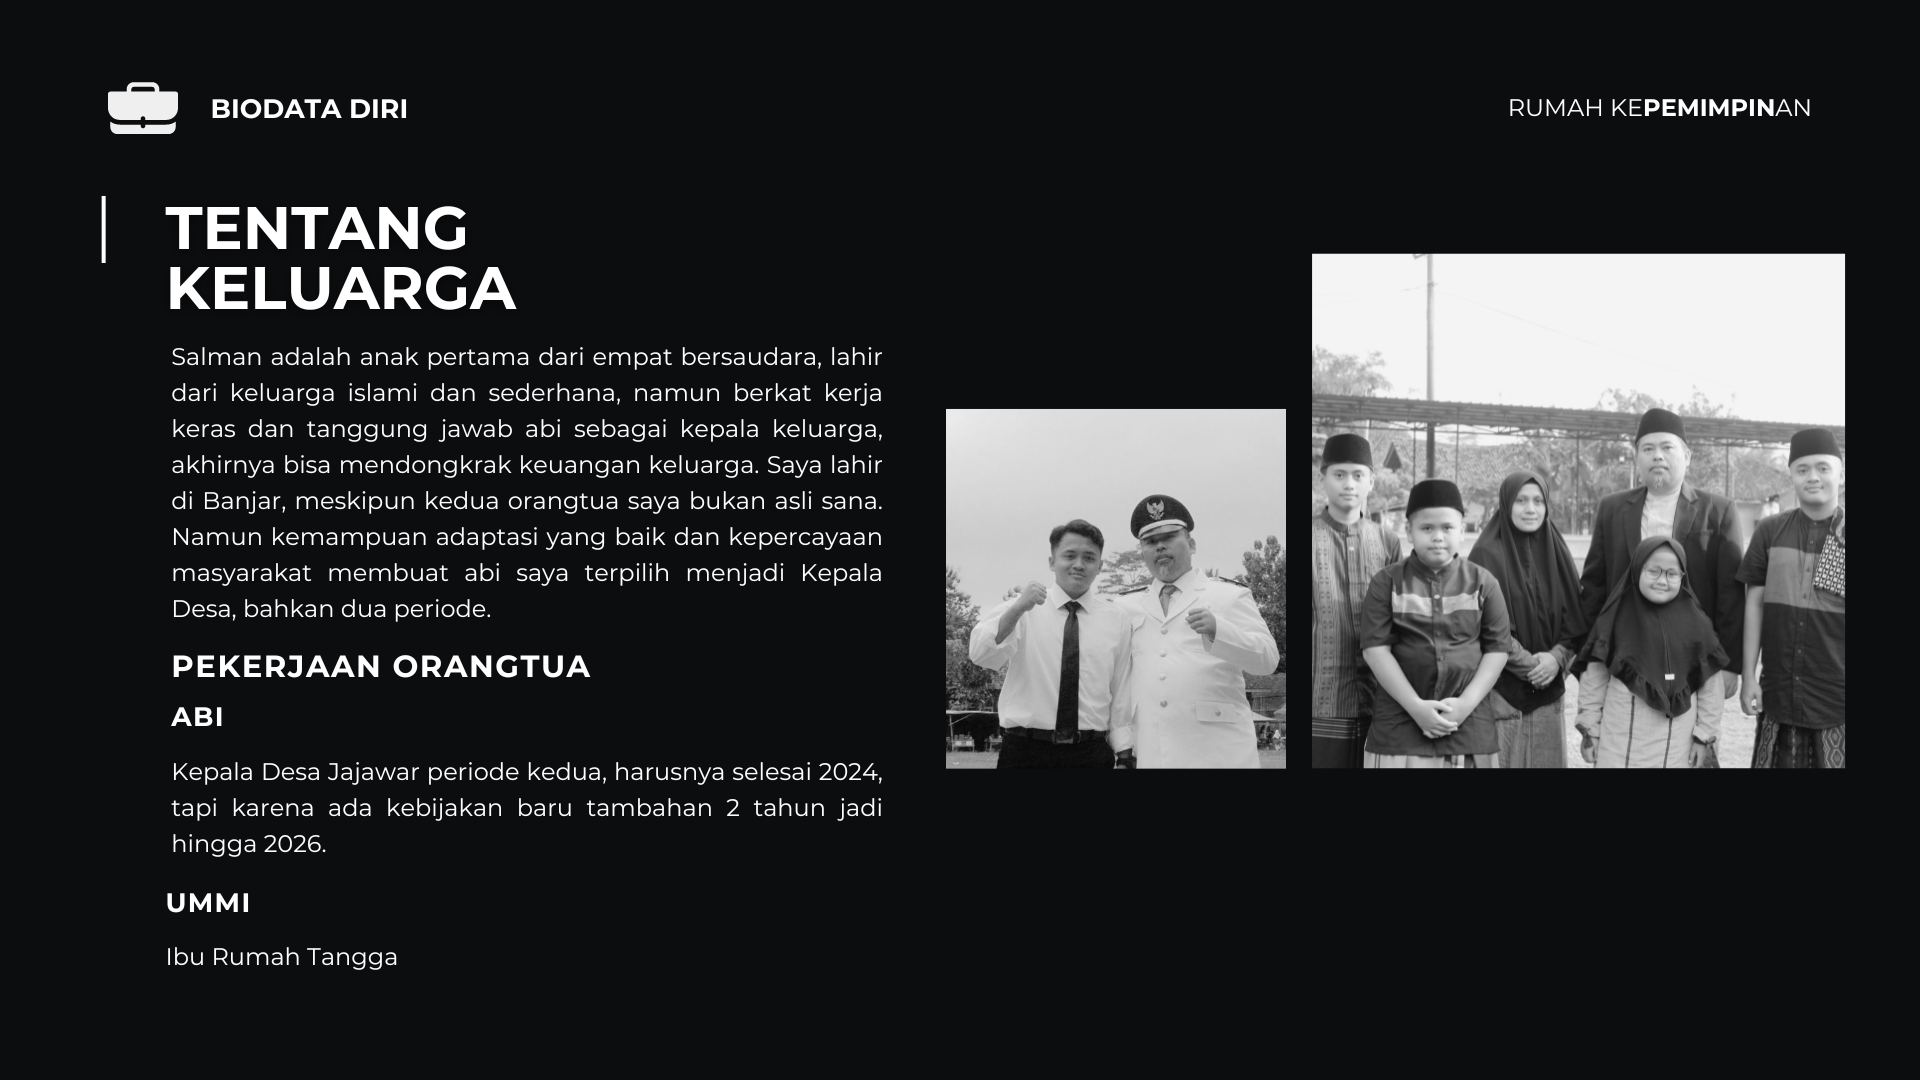 BIODATA DIRI
RUMAH KEPEMIMPINAN
TENTANG
KELUARGA
Salman adalah anak pertama dari empat bersaudara, lahir
dari keluarga islami dan sederhana, namun berkat kerja
keras dan tanggung jawab abi sebagai kepala keluarga,
akhirnya bisa mendongkrak keuangan keluarga. Saya lahir
di Banjar, meskipun kedua orangtua saya bukan asli sana.
Namun kemampuan adaptasi yang baik dan kepercayaan
masyarakat membuat abi saya terpilih menjadi Kepala
Desa, bahkan dua periode.
PEKERJAAN ORANGTUA
ABI
Kepala Desa Jajawar periode kedua, harusnya selesai 2024,
tapi karena ada kebijakan baru tambahan 2 tahun jadi
hingga 2026.
UMMI
Ibu Rumah Tangga